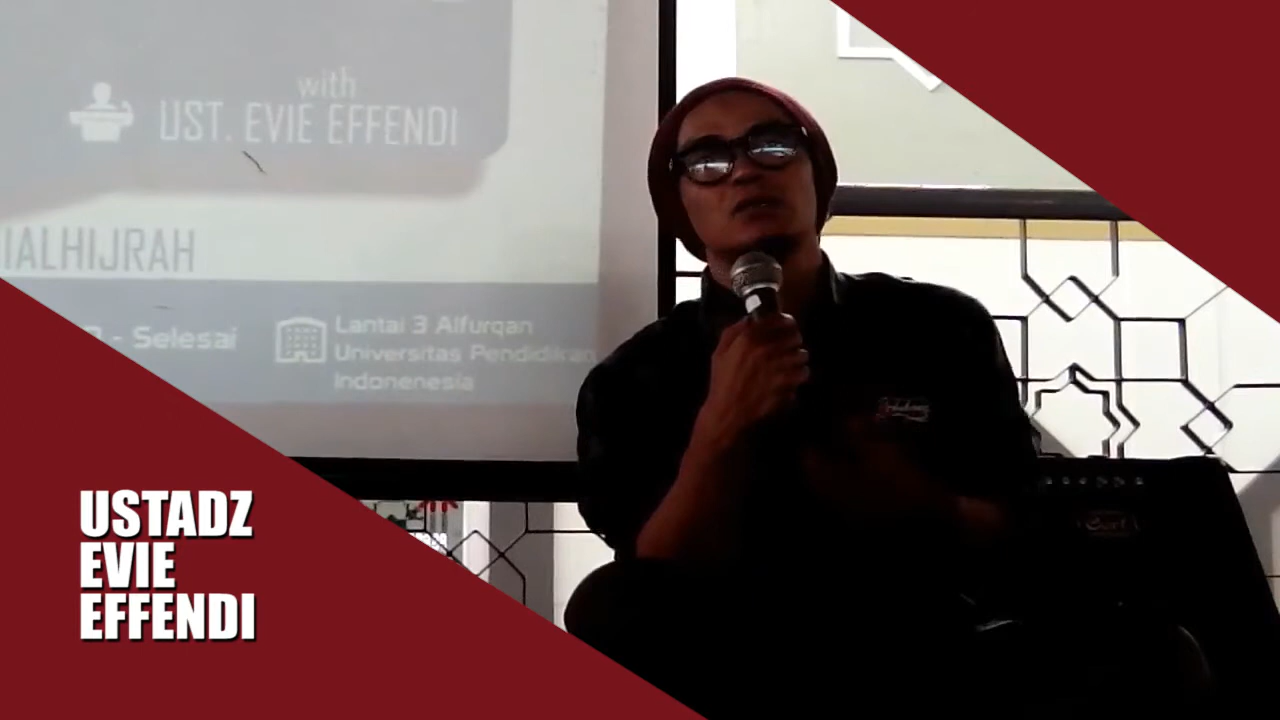 with
UST. EVIE EFFENDI
IALHIJRAH
- Selesai
Lantai 3 Alfurqan
Universitas Pendidikan
Indonenesia
USTADZ
EVIE
EFFENDI